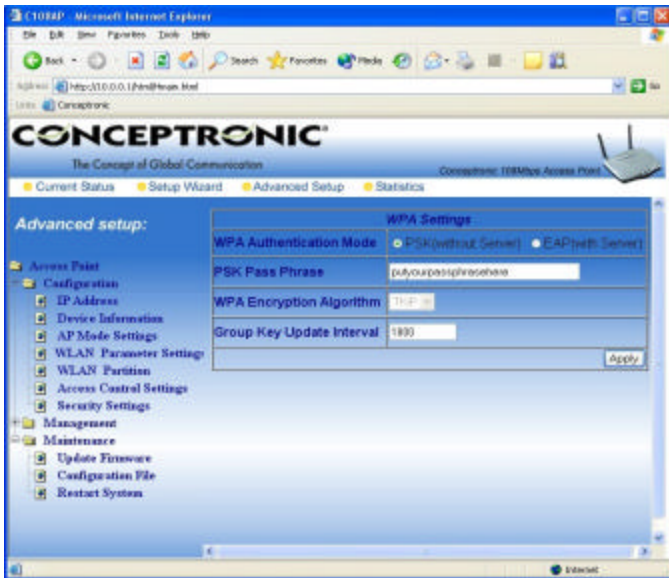 C108AP - Microsoft Internet Explorer
File Edit View Favorites Tools Help
Back Search Favorites Media
Address http://10.0.0.1/html/Hmain.html Go
Links Conceptronic
CONCEPTRONIC®
The Concept of Global Communication
Conceptronic 108Mbps Access Point
Current Status Setup Wizard Advanced Setup Statistics
Advanced setup:
Access Point
Configuration
IP Address
Device Information
AP Mode Settings
WLAN Parameter Settings
WLAN Partition
Access Control Settings
Security Settings
Management
Maintenance
Update Firmware
Configuration File
Restart System
WPA Settings
WPA Authentication Mode PSK(without Server) EAP(with Server)
PSK Pass Phrase putyourpassphrasehere
WPA Encryption Algorithm TKIP
Group Key Update Interval 1800
Apply
Internet